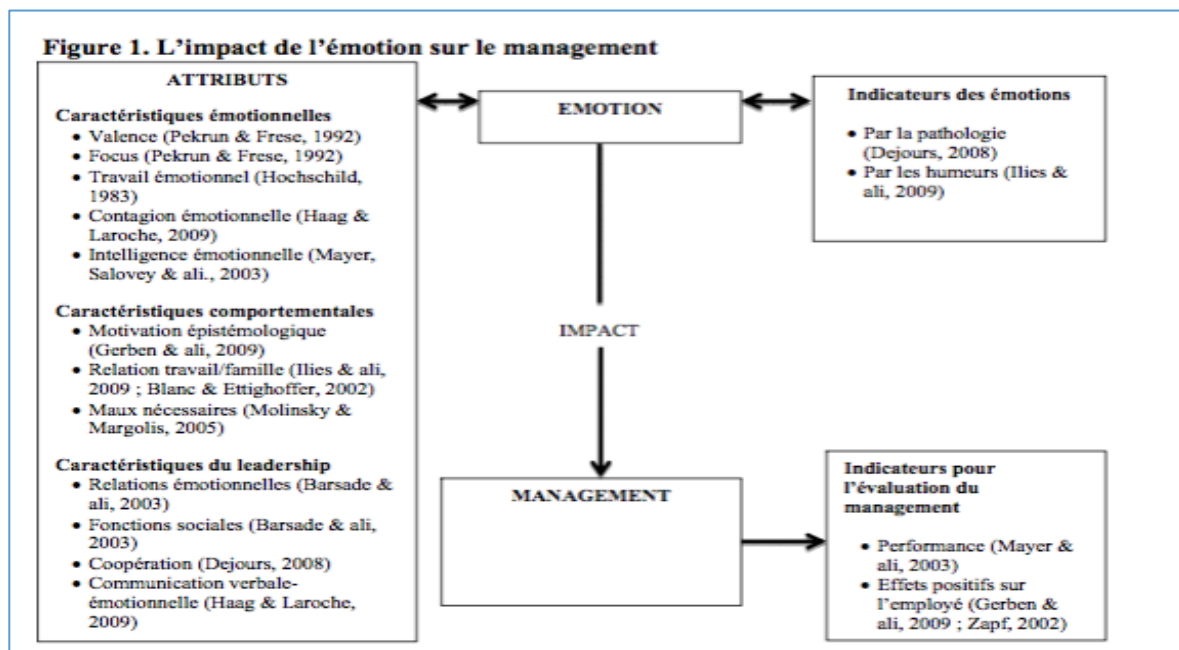 Figure 1. L'impact de l'émotion sur le management
ATTRIBUTS
Caractéristiques émotionnelles
• Valence (Pekrun & Frese, 1992)
• Focus (Pekrun & Frese, 1992)
• Travail émotionnel (Hochschild,
1983)
• Contagion émotionnelle (Haag &
Laroche, 2009)
• Intelligence émotionnelle (Mayer,
Salovey & ali., 2003)
Caractéristiques comportementales
• Motivation épistémologique
(Gerben & ali, 2009)
• Relation travail/famille (Ilies & ali,
2009 ; Blanc & Ettighoffer, 2002)
• Maux nécessaires (Molinsky &
Margolis, 2005)
Caractéristiques du leadership
• Relations émotionnelles (Barsade &
ali, 2003)
• Fonctions sociales (Barsade & ali,
2003)
• Coopération (Dejours, 2008)
• Communication verbale-
émotionnelle (Haag & Laroche,
2009)
EMOTION
IMPACT
MANAGEMENT
Indicateurs des émotions
• Par la pathologie
(Dejours, 2008)
• Par les humeurs (Ilies &
ali, 2009)
Indicateurs pour
l'évaluation du
management
• Performance (Mayer &
ali, 2003)
• Effets positifs sur
l'employé (Gerben &
ali, 2009 ; Zapf, 2002)